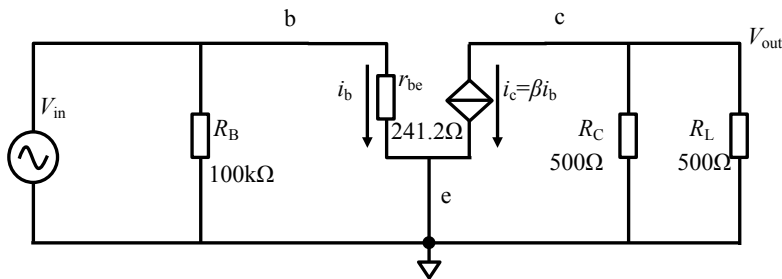 b
c
V_out
V_in
i_b
r_be
i_c=βi_b
R_B
241.2Ω
R_C
R_L
100kΩ
500Ω
500Ω
e